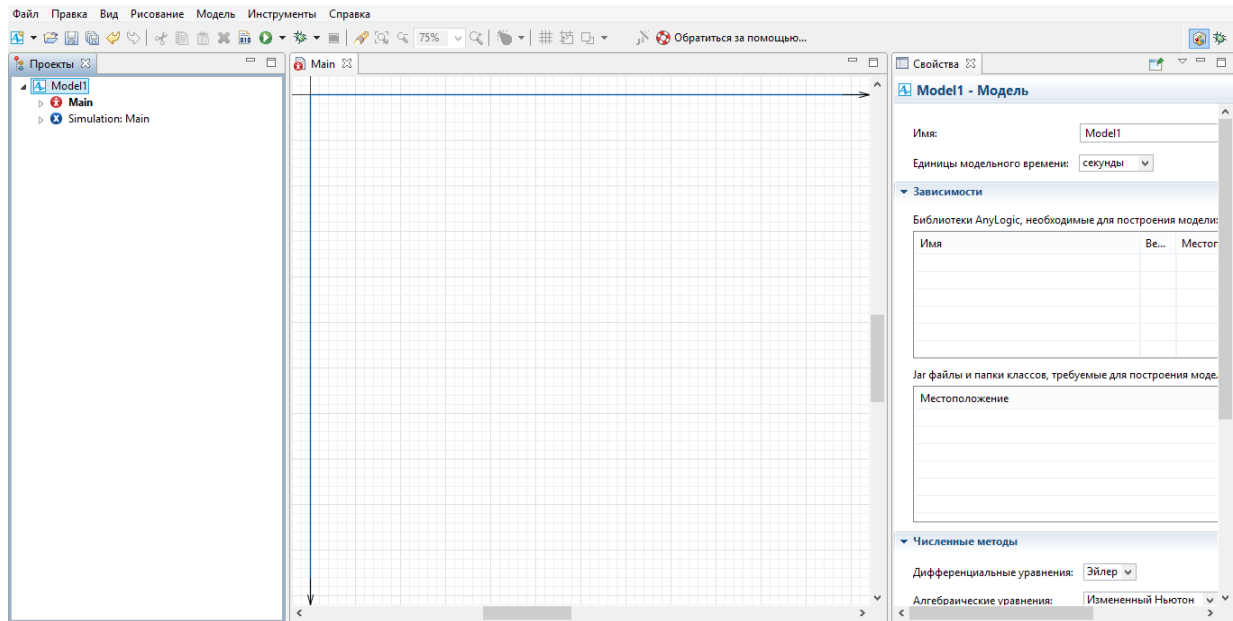 Файл Правка Вид Рисование Модель Инструменты Справка
75% Обратиться за помощью...
Проекты
Model1
Main
Simulation: Main
Main
Свойства
Model1 - Модель
Имя: Model1
Единицы модельного времени: секунды
Зависимости
Библиотеки AnyLogic, необходимые для построения модели:
Имя Ве... Местог
Jar файлы и папки классов, требуемые для построения моде.
Местоположение
Численные методы
Дифференциальные уравнения: Эйлер
Алгебраические уравнения: Измененный Ньютон